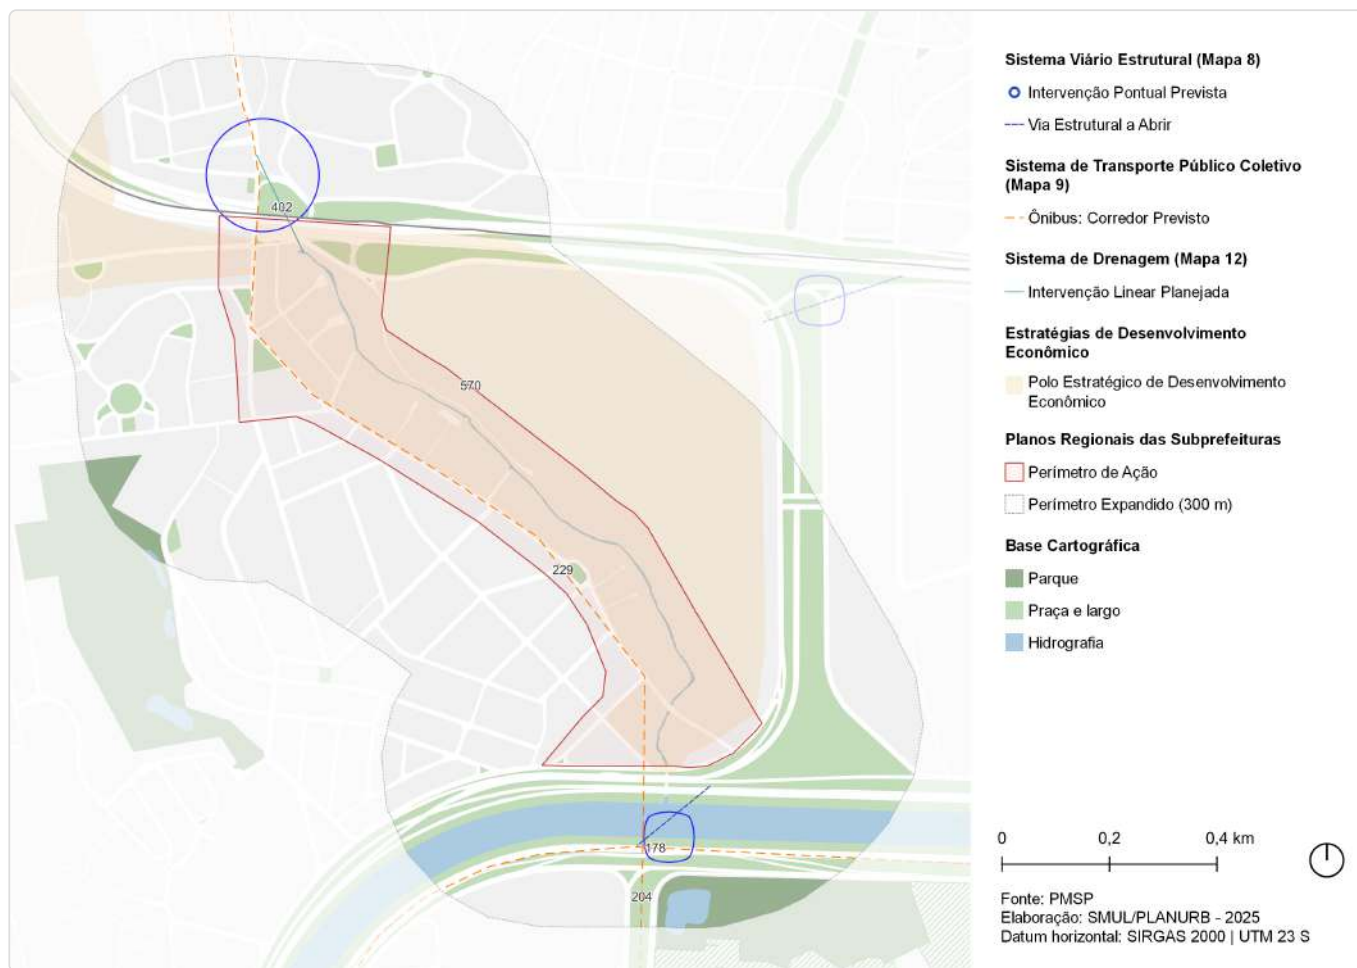 Sistema Viário Estrutural (Mapa 8)
Intervenção Pontual Prevista
Via Estrutural a Abrir
Sistema de Transporte Público Coletivo
(Mapa 9)
Ônibus: Corredor Previsto
Sistema de Drenagem (Mapa 12)
Intervenção Linear Planejada
Estratégias de Desenvolvimento
Econômico
Polo Estratégico de Desenvolvimento
Econômico
Planos Regionais das Subprefeituras
Perímetro de Ação
Perímetro Expandido (300 m)
Base Cartográfica
Parque
Praça e largo
Hidrografia
402
570
229
178
204
0 0,2 0,4 km
Fonte: PMSP
Elaboração: SMUL/PLANURB - 2025
Datum horizontal: SIRGAS 2000 | UTM 23 S